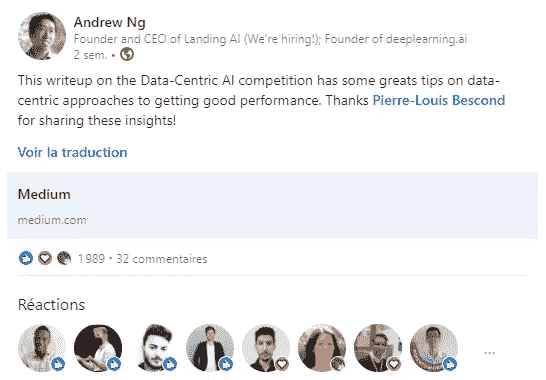 Andrew Ng
Founder and CEO of Landing AI (We're hiring!); Founder of deeplearning.ai
2 sem. •
This writeup on the Data-Centric AI competition has some greats tips on data-
centric approaches to getting good performance. Thanks Pierre-Louis Bescond
for sharing these insights!
Voir la traduction
Medium
medium.com
1 989 • 32 commentaires
Réactions
...